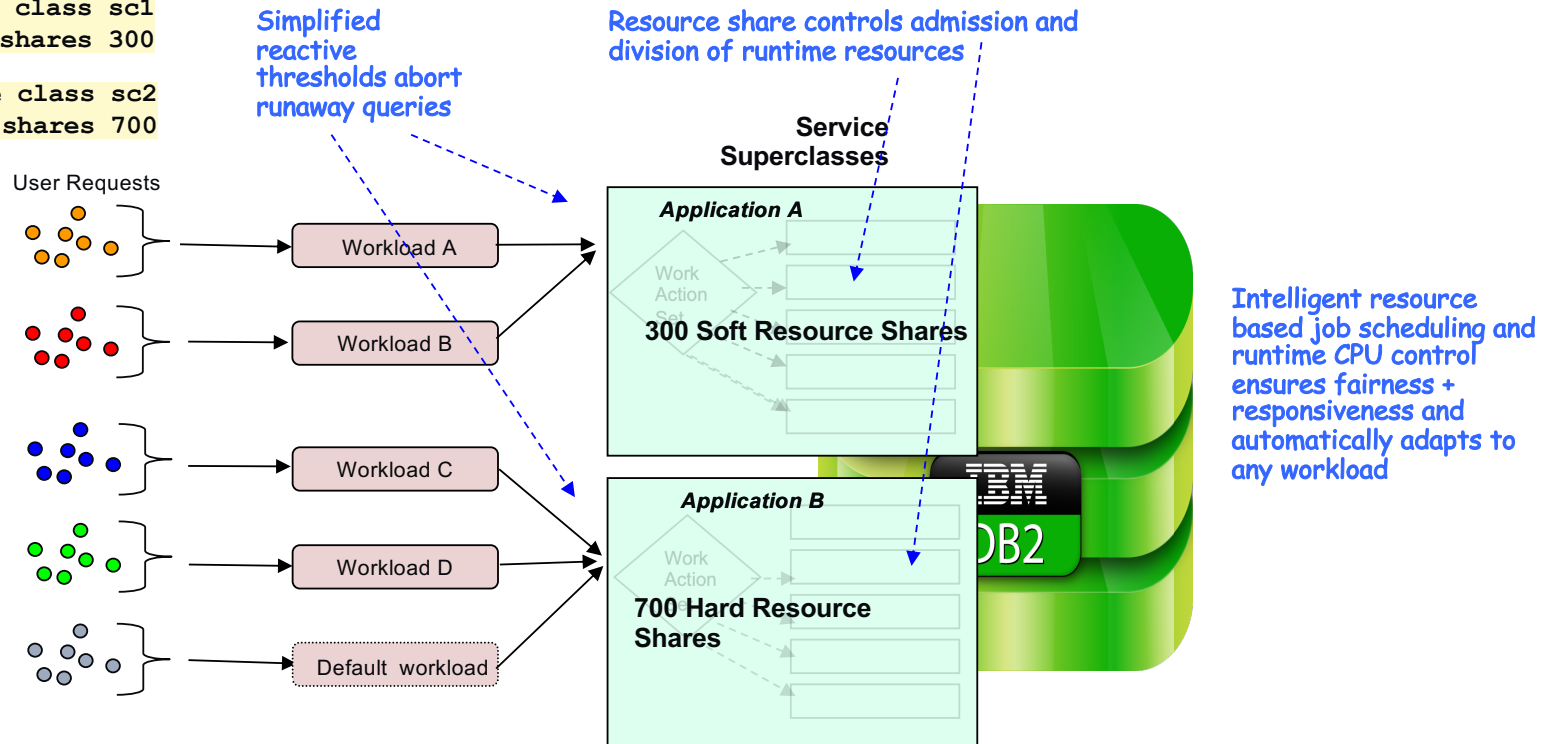 class sc1
shares 300
class sc2
shares 700
Simplified
reactive
thresholds abort
runaway queries
Resource share controls admission and
division of runtime resources
Service
Superclasses
User Requests
Workload A
Workload B
Workload C
Workload D
Default workload
Application A
Work
Action
Set
300 Soft Resource Shares
Application B
Work
Action
700 Hard Resource
Shares
IBM
DB2
Intelligent resource
based job scheduling and
runtime CPU control
ensures fairness +
responsiveness and
automatically adapts to
any workload